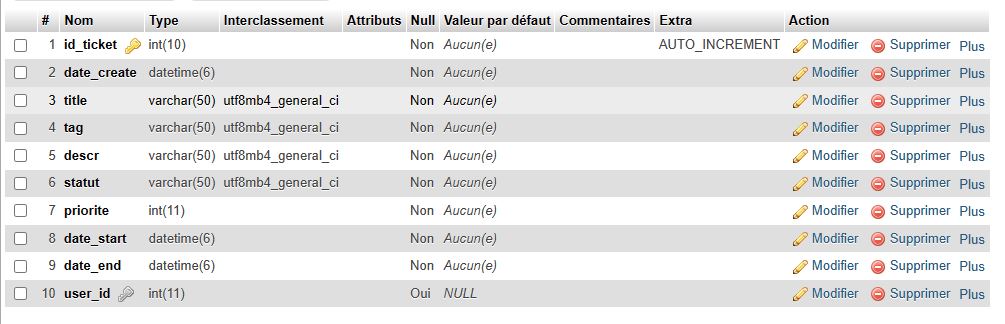 # Nom Type Interclassement Attributs Null Valeur par défaut Commentaires Extra Action
1 id_ticket int(10) Non Aucun(e) AUTO_INCREMENT Modifier Supprimer Plus
2 date_create datetime(6) Non Aucun(e) Modifier Supprimer Plus
3 title varchar(50) utf8mb4_general_ci Non Aucun(e) Modifier Supprimer Plus
4 tag varchar(50) utf8mb4_general_ci Non Aucun(e) Modifier Supprimer Plus
5 descr varchar(50) utf8mb4_general_ci Non Aucun(e) Modifier Supprimer Plus
6 statut varchar(50) utf8mb4_general_ci Non Aucun(e) Modifier Supprimer Plus
7 priorite int(11) Non Aucun(e) Modifier Supprimer Plus
8 date_start datetime(6) Non Aucun(e) Modifier Supprimer Plus
9 date_end datetime(6) Non Aucun(e) Modifier Supprimer Plus
10 user_id int(11) Oui NULL Modifier Supprimer Plus